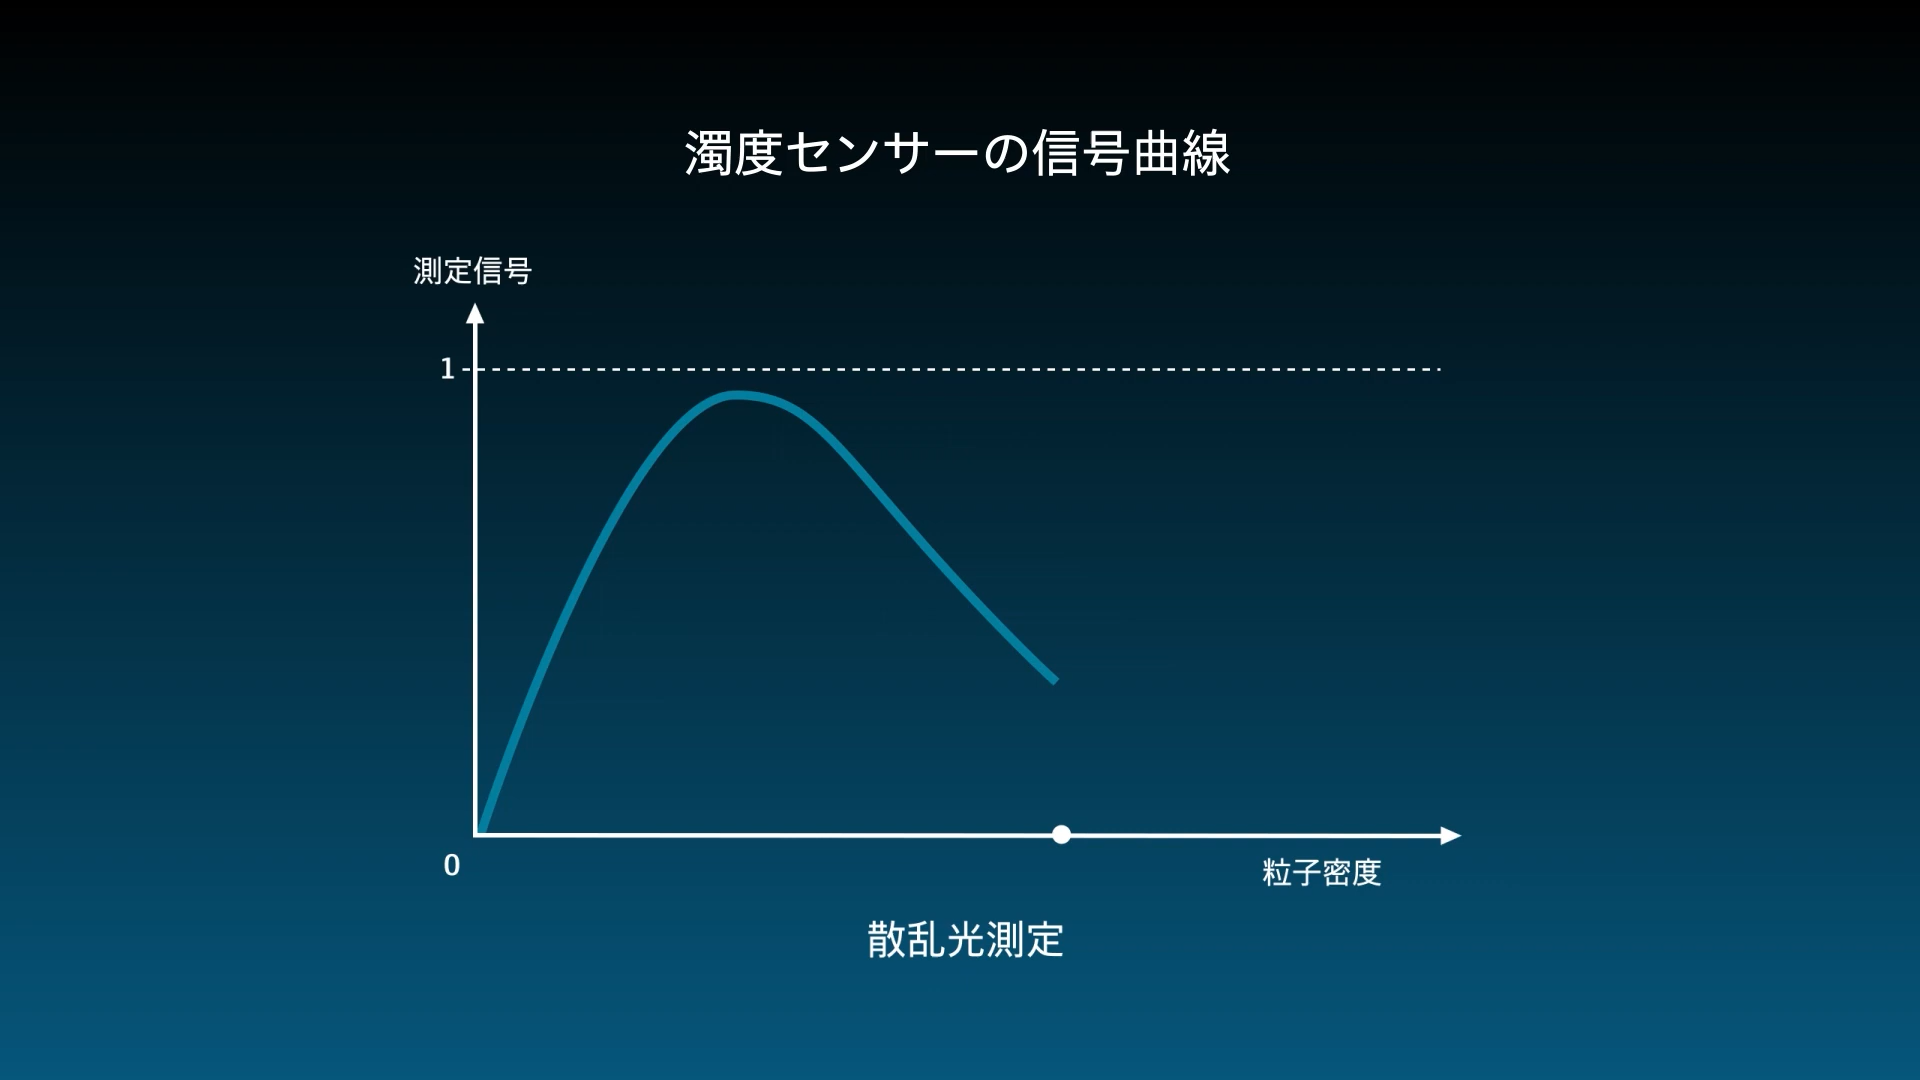 濁度センサーの信号曲線
測定信号
1
0
粒子密度
散乱光測定